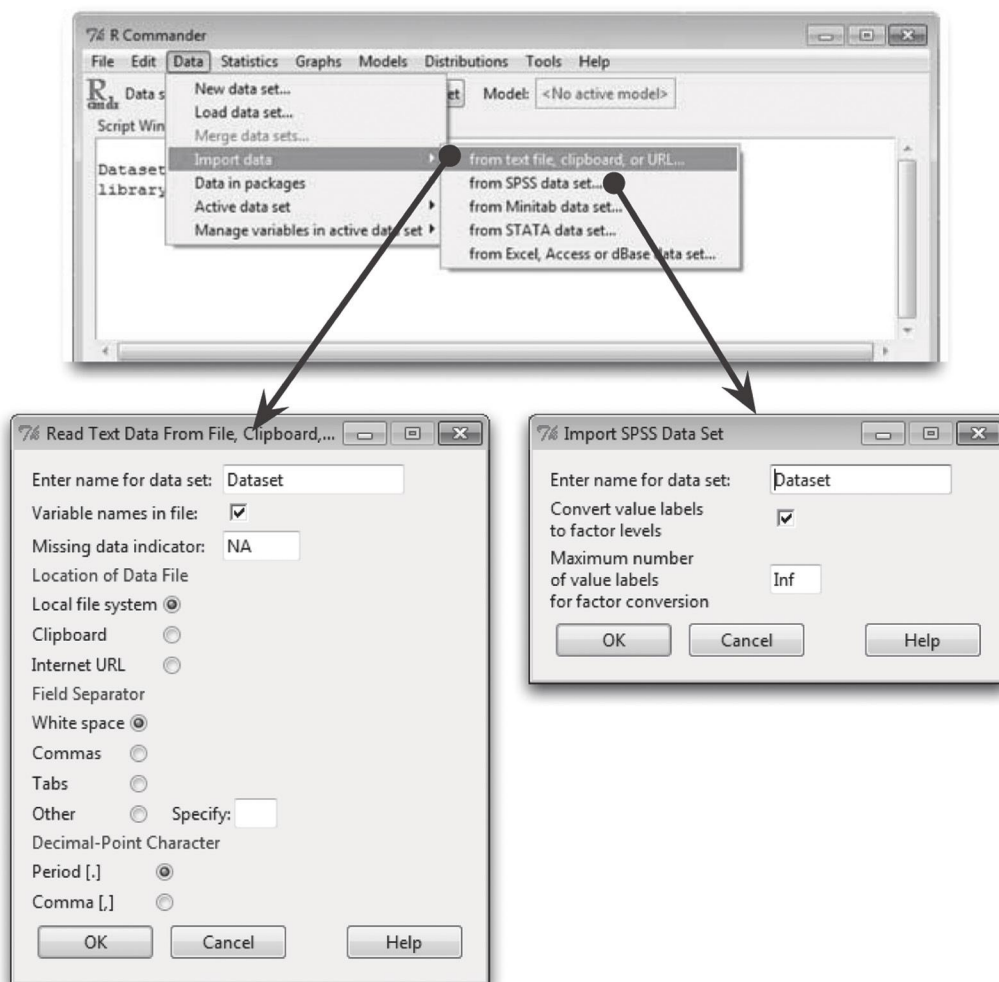 R Commander
File Edit Data Statistics Graphs Models Distributions Tools Help
R cmdr Data s et Model: <No active model>
Script Win
Dataset
library
New data set...
Load data set...
Merge data sets...
Import data
Data in packages
Active data set
Manage variables in active data set
from text file, clipboard, or URL...
from SPSS data set...
from Minitab data set...
from STATA data set...
from Excel, Access or dBase data set...
Read Text Data From File, Clipboard,...
Enter name for data set: Dataset
Variable names in file:
Missing data indicator: NA
Location of Data File
Local file system
Clipboard
Internet URL
Field Separator
White space
Commas
Tabs
Other Specify:
Decimal-Point Character
Period [.]
Comma [,]
OK Cancel Help
Import SPSS Data Set
Enter name for data set: Dataset
Convert value labels
to factor levels
Maximum number
of value labels Inf
for factor conversion
OK Cancel Help